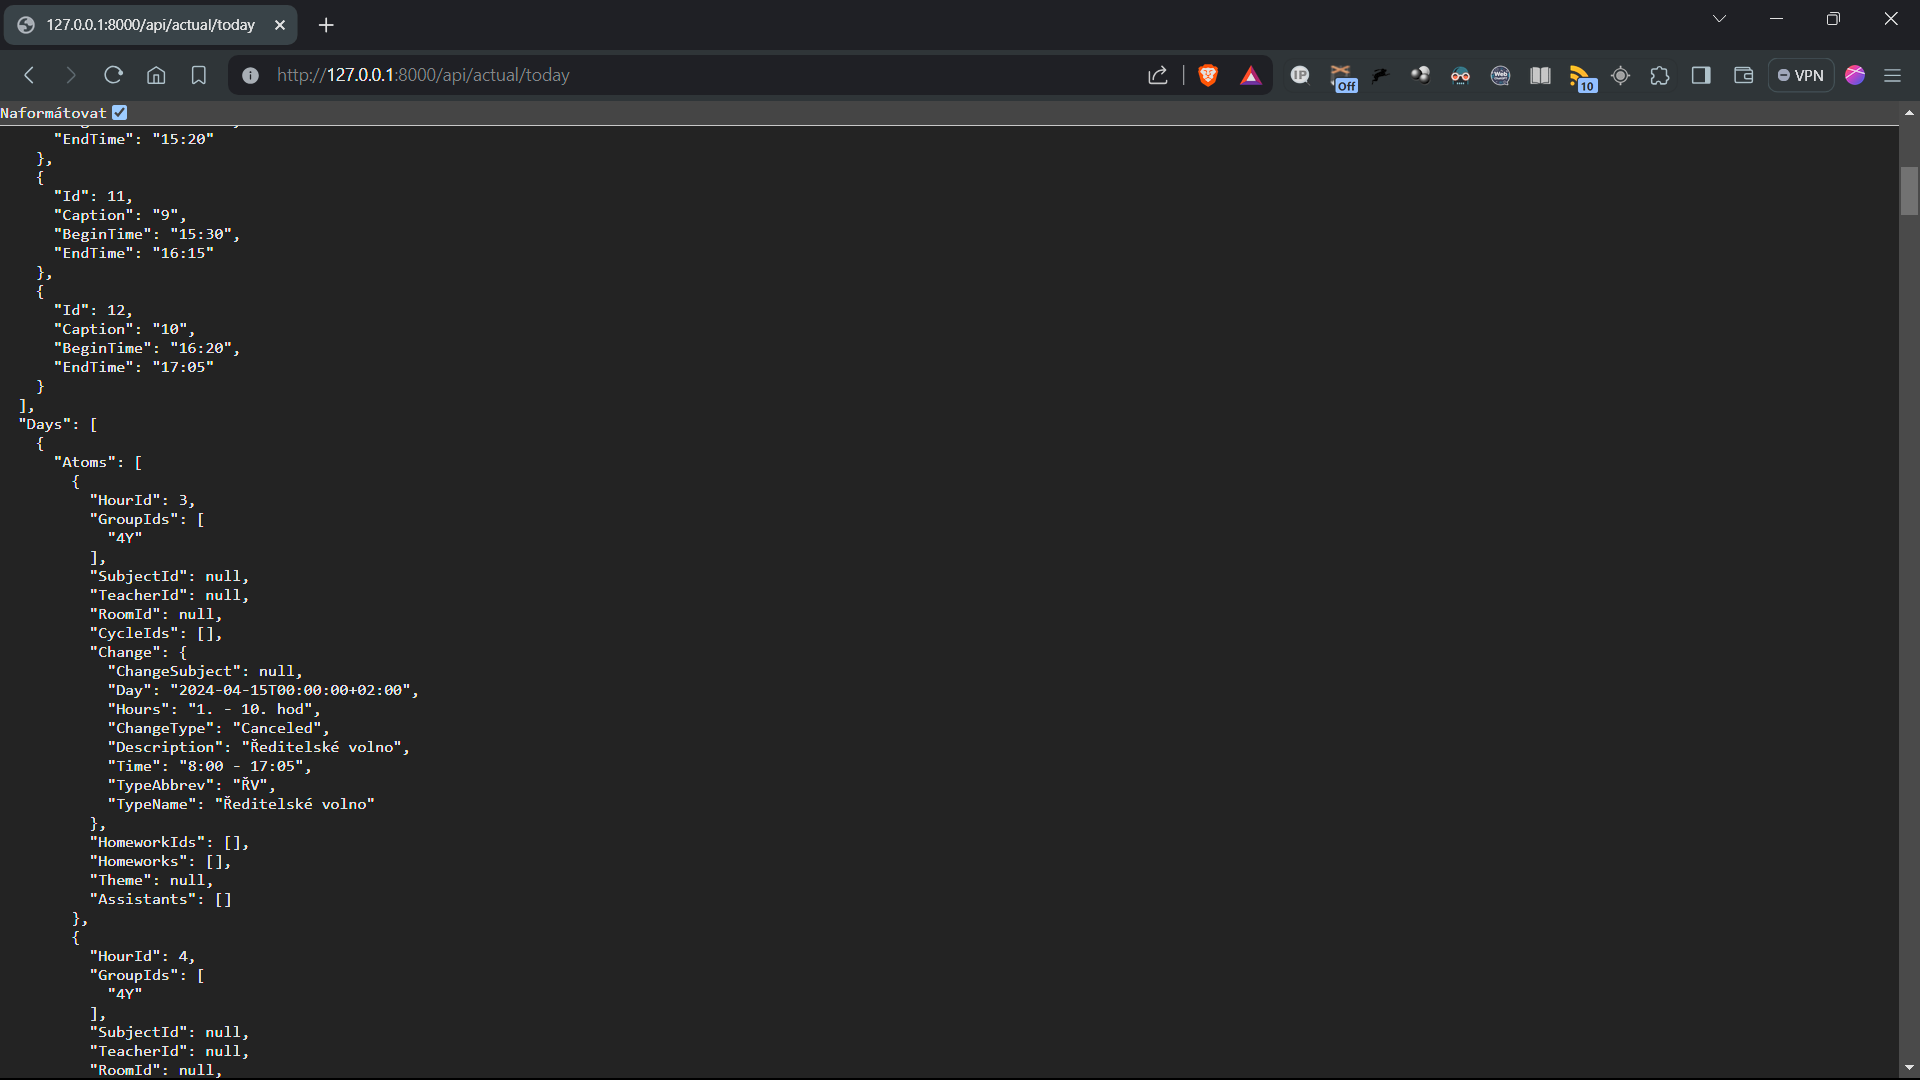 127.0.0.1:8000/api/actual/today
http://127.0.0.1:8000/api/actual/today
IP
Off
Web
10
VPN
Naformátovat
"EndTime": "15:20"
},
{
"Id": 11,
"Caption": "9",
"BeginTime": "15:30",
"EndTime": "16:15"
},
{
"Id": 12,
"Caption": "10",
"BeginTime": "16:20",
"EndTime": "17:05"
}
],
"Days": [
{
"Atoms": [
{
"HourId": 3,
"GroupIds": [
"4Y"
],
"SubjectId": null,
"TeacherId": null,
"RoomId": null,
"CycleIds": [],
"Change": {
"ChangeSubject": null,
"Day": "2024-04-15T00:00:00+02:00",
"Hours": "1. - 10. hod",
"ChangeType": "Canceled",
"Description": "Ředitelské volno",
"Time": "8:00 - 17:05",
"TypeAbbrev": "ŘV",
"TypeName": "Ředitelské volno"
},
"HomeworkIds": [],
"Homeworks": [],
"Theme": null,
"Assistants": []
},
{
"HourId": 4,
"GroupIds": [
"4Y"
],
"SubjectId": null,
"TeacherId": null,
"RoomId": null,